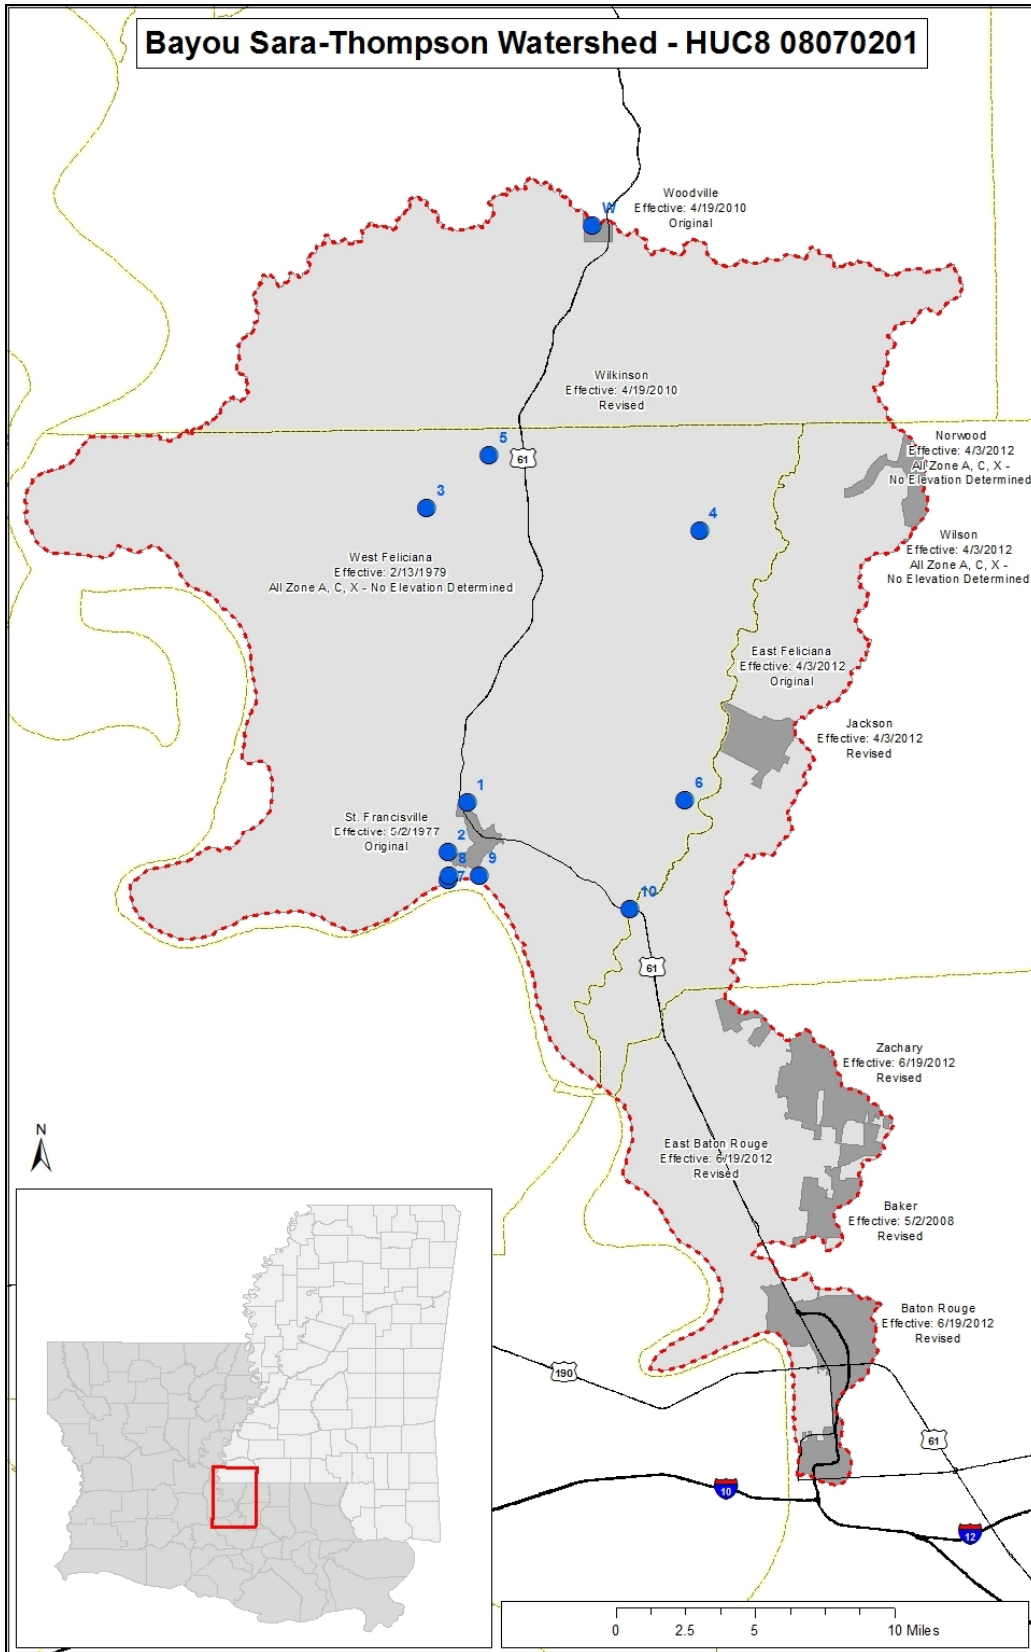 Bayou Sara-Thompson Watershed - HUC8 08070201
Woodville
Effective: 4/19/2010
Original
W
Wilkinson
Effective: 4/19/2010
Revised
5
61
Norwood
Effective: 4/3/2012
All Zone A, C, X -
No Elevation Determined
3
4
Wilson
Effective: 4/3/2012
All Zone A, C, X -
No Elevation Determined
West Feliciana
Effective: 2/13/1979
All Zone A, C, X - No Elevation Determined
East Feliciana
Effective: 4/3/2012
Original
Jackson
Effective: 4/3/2012
Revised
1
6
St. Francisville
Effective: 5/2/1977
Original
2
8
9
7
10
61
Zachary
Effective: 6/19/2012
Revised
East Baton Rouge
Effective: 6/19/2012
Revised
N
Baker
Effective: 5/2/2008
Revised
Baton Rouge
Effective: 6/19/2012
Revised
190
61
10
12
0 2.5 5 10 Miles